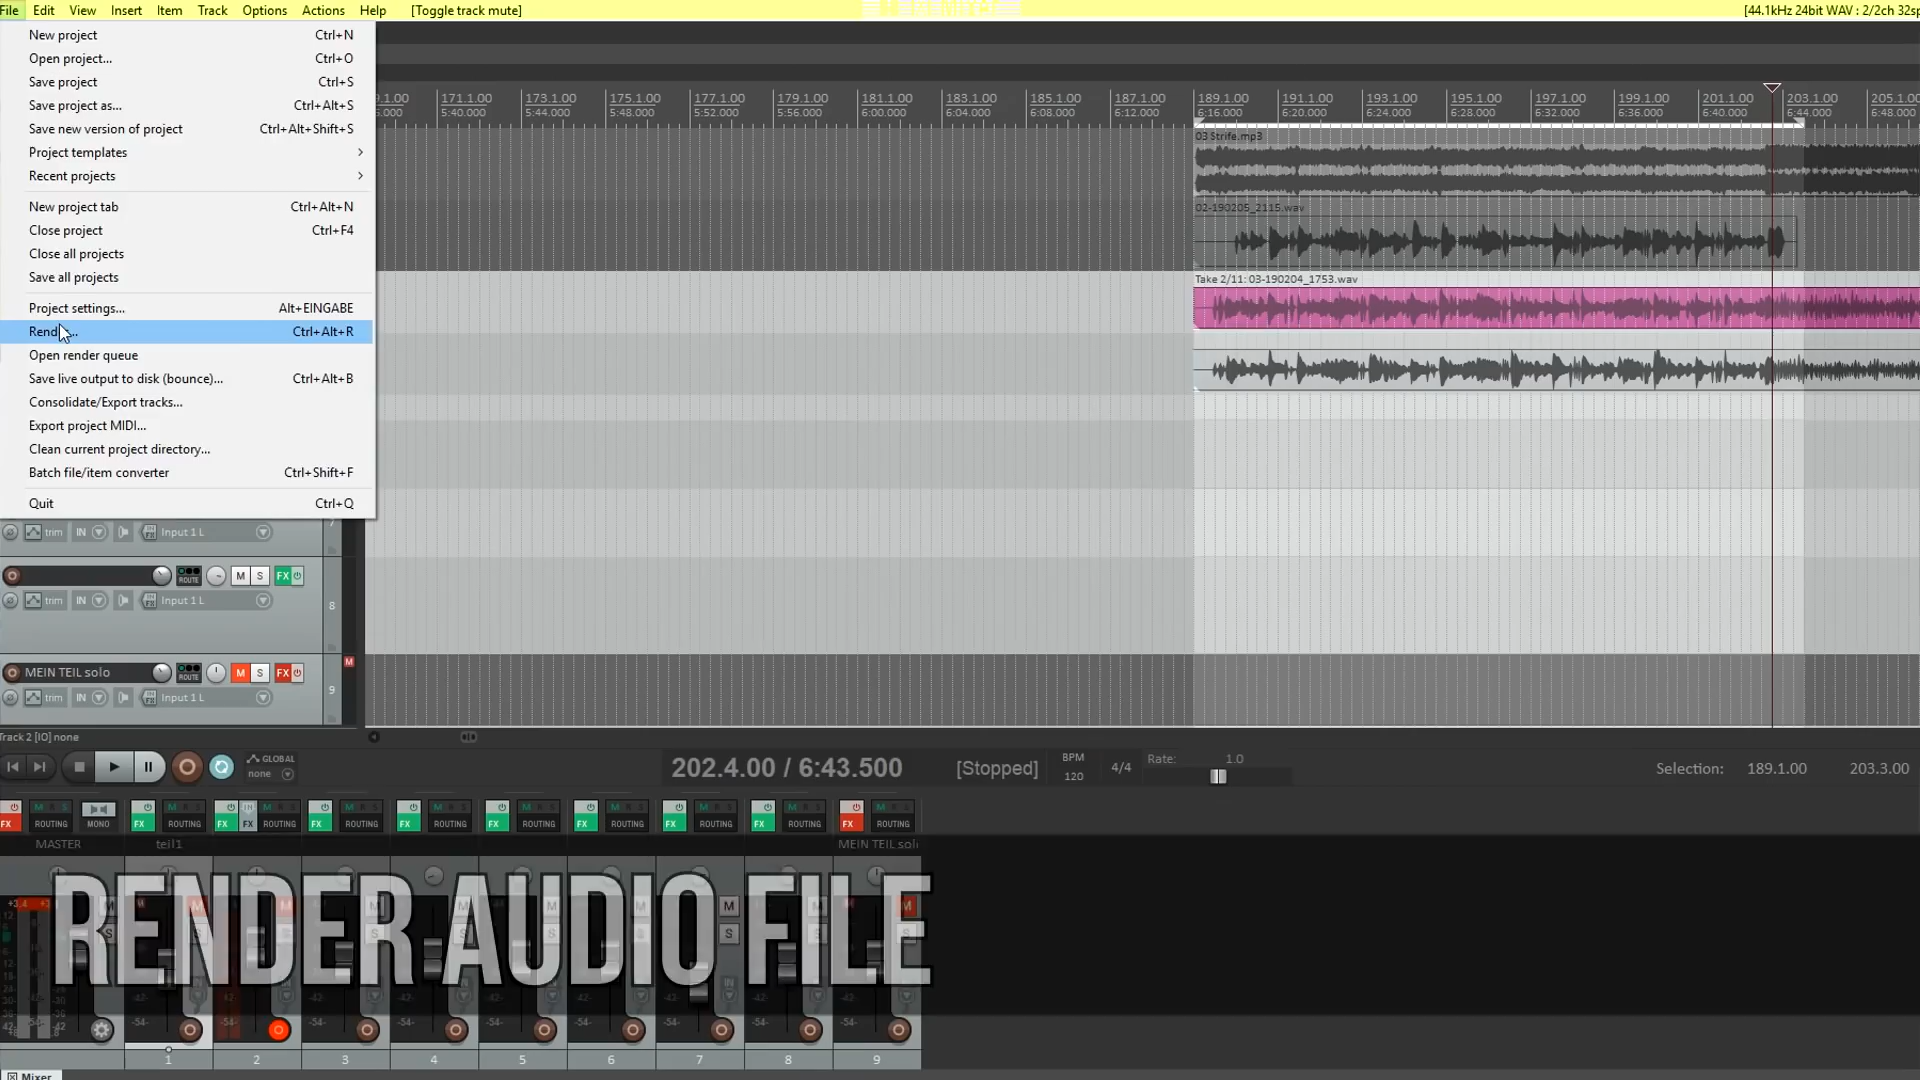 File Edit View Insert Item Track Options Actions Help [Toggle track mute]
[44.1kHz 24bit WAV : 2/2ch 32sp
New project Ctrl+N
Open project... Ctrl+O
Save project Ctrl+S
Save project as... Ctrl+Alt+S
Save new version of project Ctrl+Alt+Shift+S
Project templates
Recent projects
New project tab Ctrl+Alt+N
Close project Ctrl+F4
Close all projects
Save all projects
Project settings... Alt+EINGABE
Ctrl+Alt+R
Open render queue
Save live output to disk (bounce)... Ctrl+Alt+B
Consolidate/Export tracks...
Export project MIDI...
Clean current project directory...
Batch file/item converter Ctrl+Shift+F
Quit Ctrl+Q
171.1.00 173.1.00 175.1.00 177.1.00 179.1.00 181.1.00 183.1.00 185.1.00 187.1.00 189.1.00 191.1.00 193.1.00 195.1.00 197.1.00 199.1.00 201.1.00 203.1.00 205.1.00
5:40.000 5:44.000 5:48.000 5:52.000 5:56.000 6:00.000 6:04.000 6:08.000 6:12.000 6:16.000 6:20.000 6:24.000 6:28.000 6:32.000 6:36.000 6:40.000 6:44.000 6:48.000
03 Strife.mp3
02-190205_2115.wav
Take 2/11: 03-190204_1753.wav
trim IN Input 1 L 7
ROUTE M S FX
trim IN Input 1 L 8
MEIN TEIL solo ROUTE M S FX M
trim IN Input 1 L 9
Track 2 [IO] none
GLOBAL
none
202.4.00 / 6:43.500 [Stopped]
BPM
120
4/4
Rate: 1.0
Selection: 189.1.00 203.3.00
FX ROUTING MONO FX ROUTING FX FX ROUTING FX ROUTING FX ROUTING FX ROUTING FX ROUTING FX ROUTING FX ROUTING FX ROUTING
MASTER teil1 MEIN TEIL sol
RENDER AUDIO FILE
1 2 3 4 5 6 7 8 9
Mixer